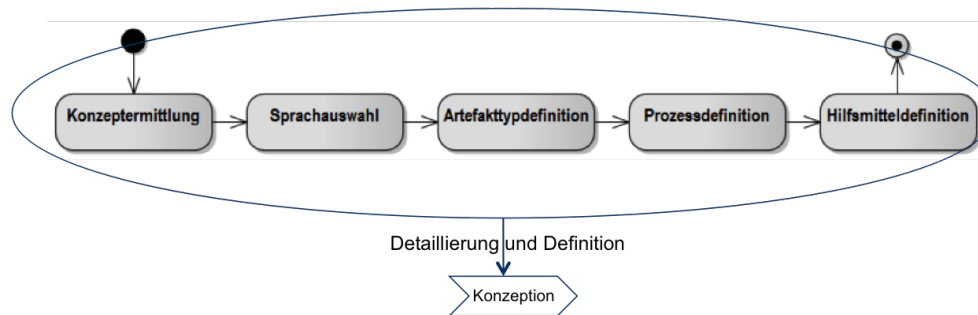 Konzeptermittlung
Sprachauswahl
Artefakttypdefinition
Prozessdefinition
Hilfsmitteldefinition
Detaillierung und Definition
Konzeption